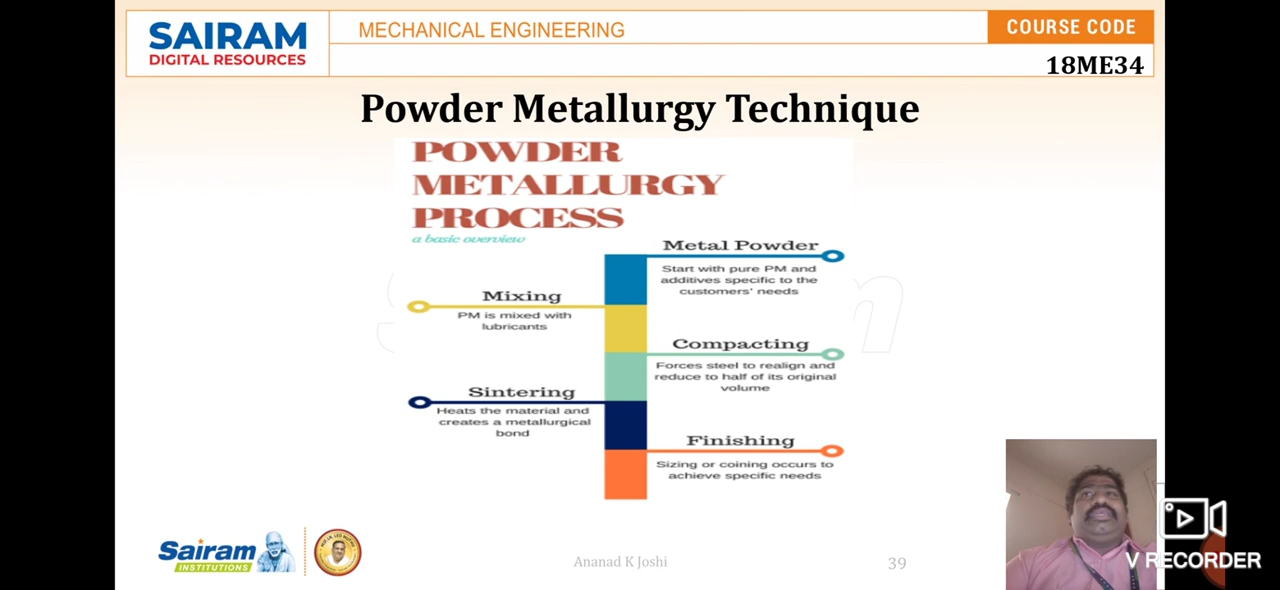 SAIRAM
DIGITAL RESOURCES
MECHANICAL ENGINEERING
COURSE CODE
18ME34
Powder Metallurgy Technique
POWDER
METALLURGY
PROCESS
a basic overview
Metal Powder
Start with pure PM and
additives specific to the
customers' needs
Mixing
PM is mixed with
lubricants
Compacting
Forces steel to realign and
reduce to half of its original
volume
Sintering
Heats the material and
creates a metallurgical
bond
Finishing
Sizing or coining occurs to
achieve specific needs
Sairam
INSTITUTIONS
Ananad K Joshi
39
V RECORDER